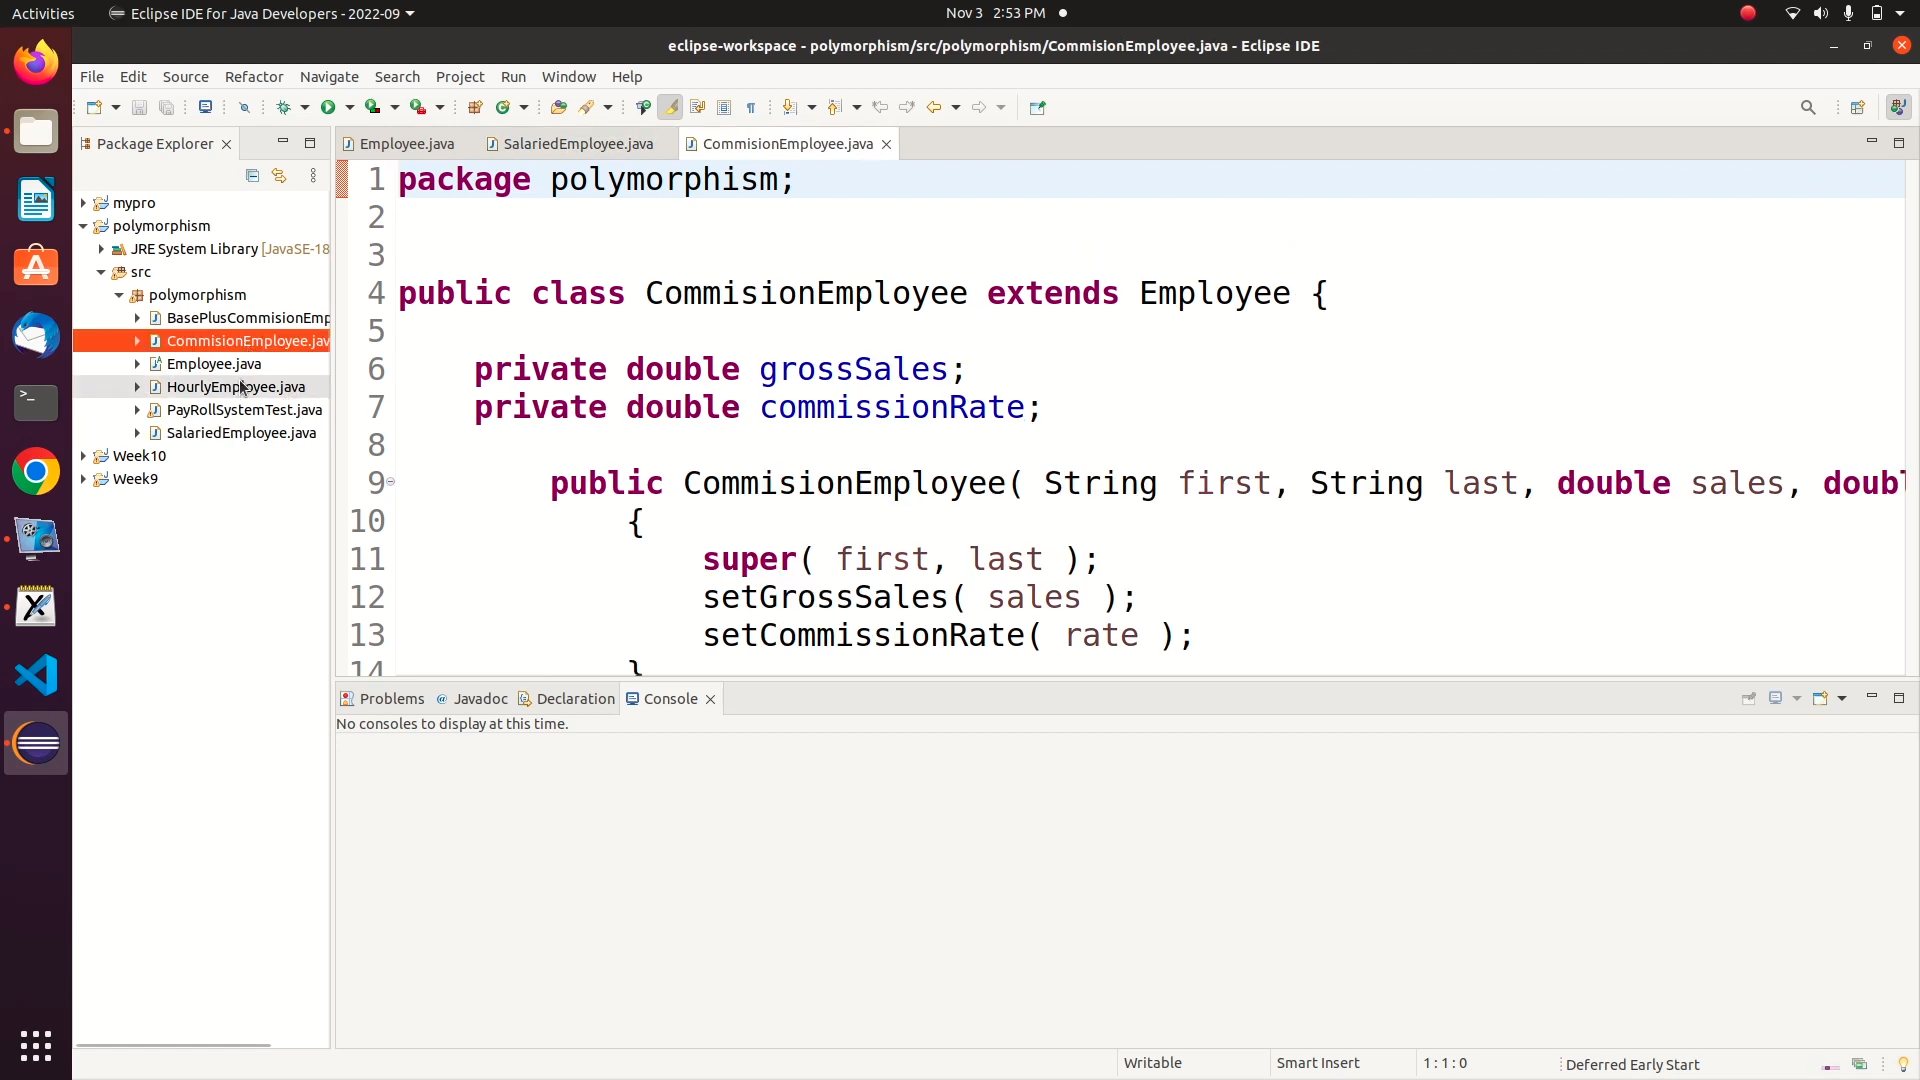 Activities
Eclipse IDE for Java Developers - 2022-09
Nov 3 2:53 PM
eclipse-workspace - polymorphism/src/polymorphism/CommisionEmployee.java - Eclipse IDE
File Edit Source Refactor Navigate Search Project Run Window Help
Package Explorer
Employee.java
SalariedEmployee.java
CommisionEmployee.java
mypro
polymorphism
JRE System Library [JavaSE-18
src
polymorphism
BasePlusCommisionEmp
CommisionEmployee.jav
Employee.java
HourlyEmployee.java
PayRollSystemTest.java
SalariedEmployee.java
Week10
Week9
1 package polymorphism;
2
3
4 public class CommisionEmployee extends Employee {
5
6 private double grossSales;
7 private double commissionRate;
8
9 public CommisionEmployee( String first, String last, double sales, doubl
10 {
11 super( first, last );
12 setGrossSales( sales );
13 setCommissionRate( rate );
14 }
Problems Javadoc Declaration Console
No consoles to display at this time.
Writable
Smart Insert
1 : 1 : 0
Deferred Early Start